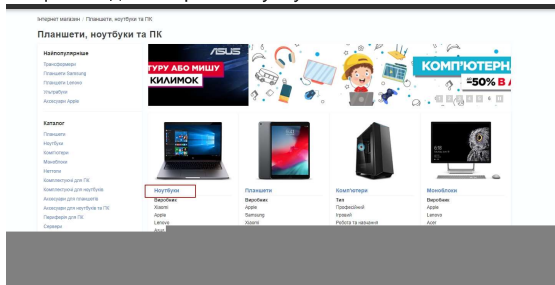 Інтернет магазин / Планшети, ноутбуки та ПК
Планшети, ноутбуки та ПК
Найпопулярніше
Трансформери
Планшети Samsung
Планшети Lenovo
Ультрабуки
Аксесуари Apple
ASUS
ТУРУ АБО МИШУ
КИЛИМОК
КОМП'ЮТЕРН
-50% В
Каталог
Планшети
Ноутбуки
Комп'ютери
Моноблоки
Неттопи
Комплектуючі для ПК
Комплектуючі для ноутбуків
Аксесуари для планшетів
Аксесуари для ноутбуків та ПК
Периферія для ПК
Сервери
Ноутбуки
Виробник
Xiaomi
Apple
Lenovo
Asus
Планшети
Виробник
Apple
Samsung
Xiaomi
Комп'ютери
Тип
Професійний
Ігровий
Робота та навчання
Моноблоки
Виробник
Apple
Lenovo
Acer